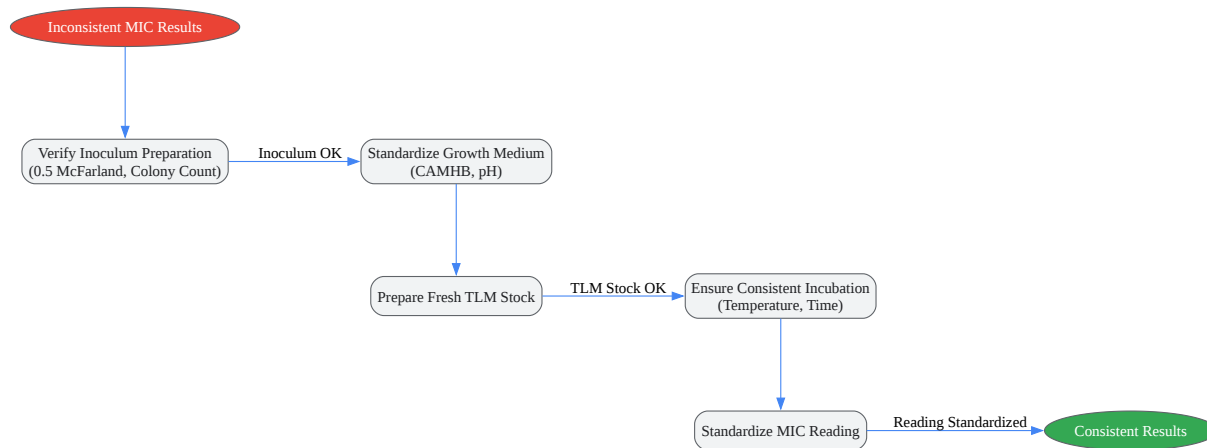 Inconsistent MIC Results
Verify Inoculum Preparation
(0.5 McFarland, Colony Count)
Inoculum OK
Standardize Growth Medium
(CAMHB, pH)
Prepare Fresh TLM Stock
TLM Stock OK
Ensure Consistent Incubation
(Temperature, Time)
Standardize MIC Reading
Reading Standardized
Consistent Results